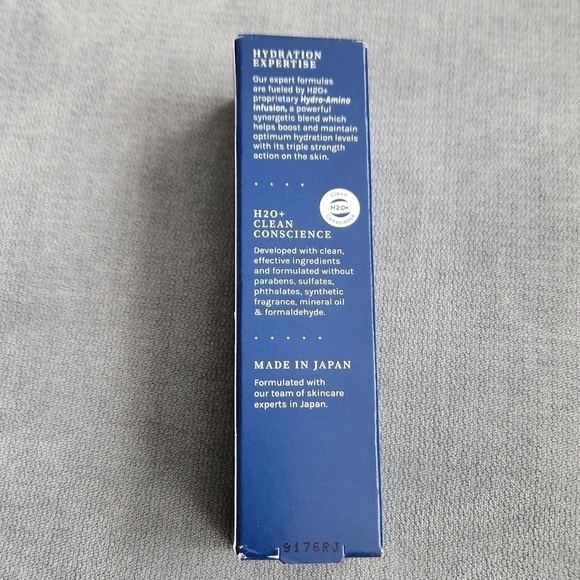 HYDRATION
EXPERTISE
Our expert formulas
are fueled by H2O+
proprietary Hydro-Amino
Infusion, a powerful
synergetic blend which
helps boost and maintain
optimum hydration levels
with its triple strength
action on the skin.
Clean
H2O+
Conscience
H2O+
CLEAN
CONSCIENCE
Developed with clean,
effective ingredients
and formulated without
parabens, sulfates,
phthalates, synthetic
fragrance, mineral oil
& formaldehyde.
MADE IN JAPAN
Formulated with
our team of skincare
experts in Japan.
9176RJ